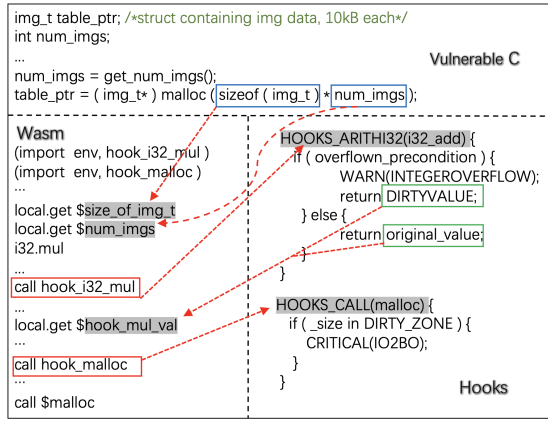 img_t table_ptr; /*struct containing img data, 10kB each*/
int num_imgs;
...
num_imgs = get_num_imgs();
table_ptr = ( img_t* ) malloc ( sizeof ( img_t ) * num_imgs );
Vulnerable C
Wasm
(import env, hook_i32_mul )
(import env, hook_malloc )
...
local.get $size_of_img_t
local.get $num_imgs
i32.mul
...
call hook_i32_mul
...
local.get $hook_mul_val
...
call hook_malloc
...
call $malloc
HOOKS_ARITHI32(i32_add) {
if ( overflown_precondition ) {
WARN(INTEGEROVERFLOW);
return DIRTYVALUE;
} else {
return original_value;
}
}
HOOKS_CALL(malloc) {
if ( _size in DIRTY_ZONE ) {
CRITICAL(IO2BO);
}
}
Hooks